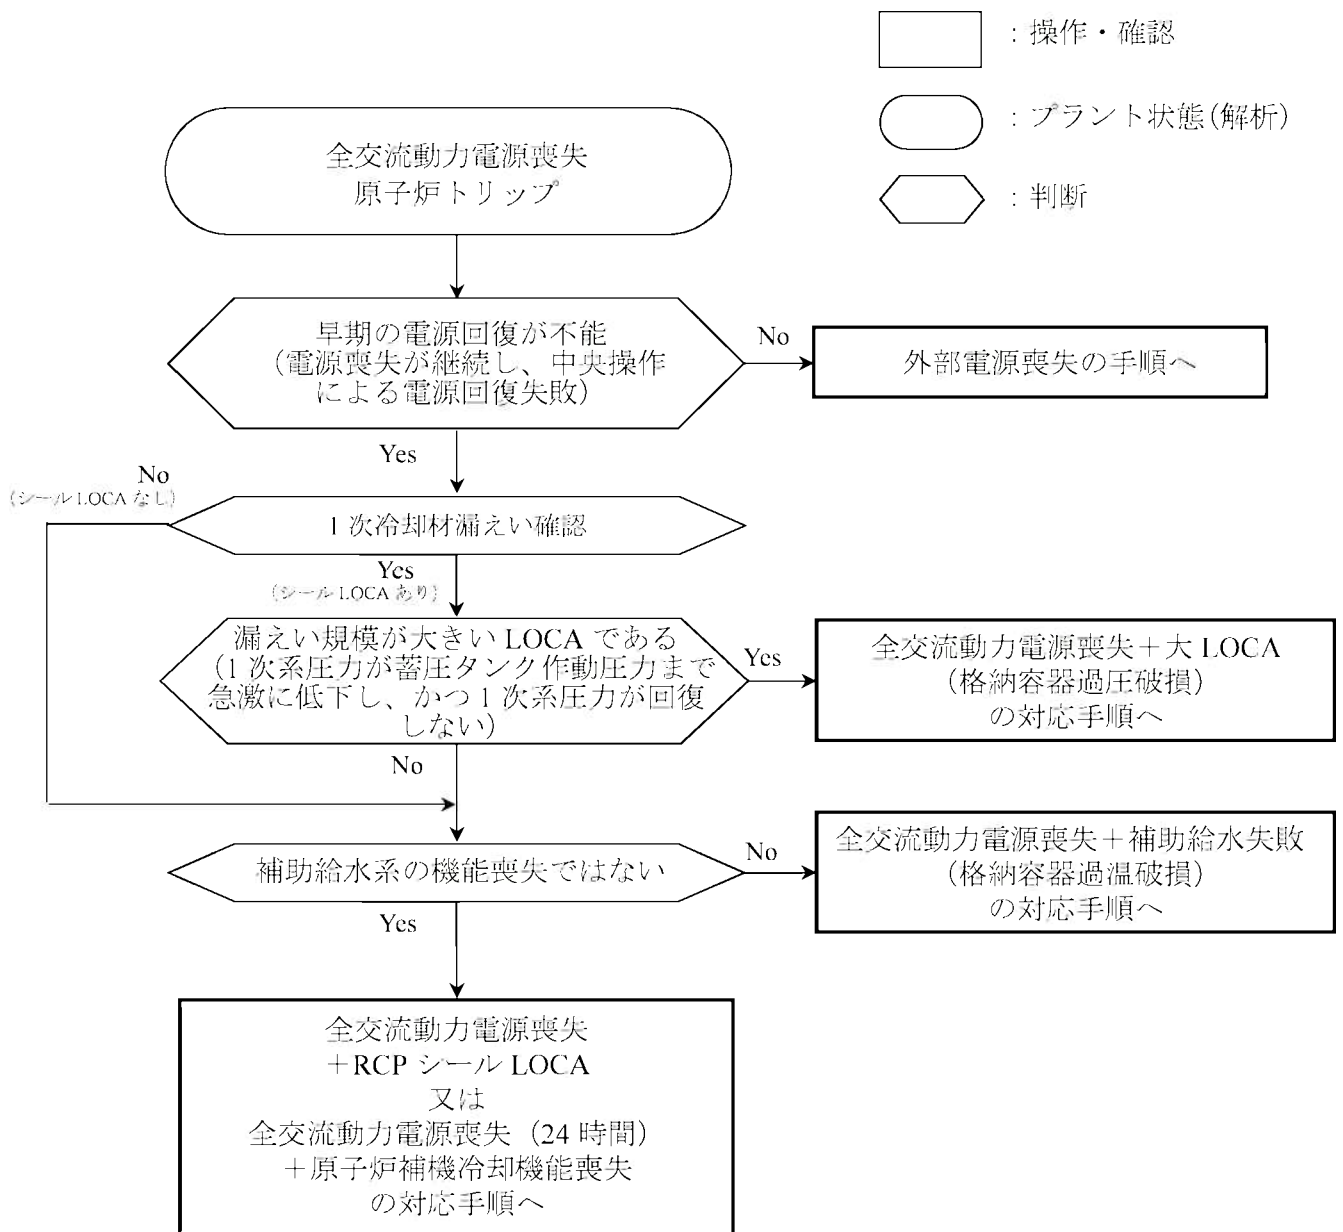 ：操作・確認
：プラント状態(解析)
：判断
全交流動力電源喪失
原子炉トリップ
早期の電源回復が不能
（電源喪失が継続し、中央操作
による電源回復失敗）
No
外部電源喪失の手順へ
Yes
No
(シール LOCA なし)
1 次冷却材漏えい確認
Yes
(シール LOCA あり)
漏えい規模が大きい LOCA である
（1 次系圧力が蓄圧タンク作動圧力まで
急激に低下し、かつ 1 次系圧力が回復
しない）
Yes
全交流動力電源喪失＋大 LOCA
（格納容器過圧破損）
の対応手順へ
No
補助給水系の機能喪失ではない
No
全交流動力電源喪失＋補助給水失敗
（格納容器過温破損）
の対応手順へ
Yes
全交流動力電源喪失
＋RCP シール LOCA
又は
全交流動力電源喪失（24 時間）
＋原子炉補機冷却機能喪失
の対応手順へ